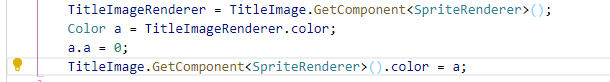 TitleImageRenderer = TitleImage.GetComponent<SpriteRenderer>();
Color a = TitleImageRenderer.color;
a.a = 0;
TitleImage.GetComponent<SpriteRenderer>().color = a;